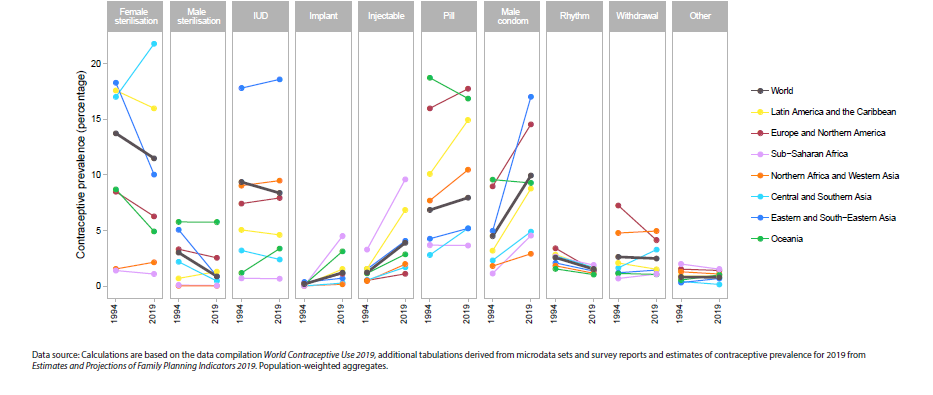 Female
sterilisation
Male
sterilisation
IUD
Implant
Injectable
Pill
Male
condom
Rhythm
Withdrawal
Other
Contraceptive prevalence (percentage)
20
15
10
5
0
1994
2019
1994
2019
1994
2019
1994
2019
1994
2019
1994
2019
1994
2019
1994
2019
1994
2019
1994
2019
World
Latin America and the Caribbean
Europe and Northern America
Sub−Saharan Africa
Northern Africa and Western Asia
Central and Southern Asia
Eastern and South−Eastern Asia
Oceania
Data source: Calculations are based on the data compilation World Contraceptive Use 2019, additional tabulations derived from microdata sets and survey reports and estimates of contraceptive prevalence for 2019 from
Estimates and Projections of Family Planning Indicators 2019. Population-weighted aggregates.